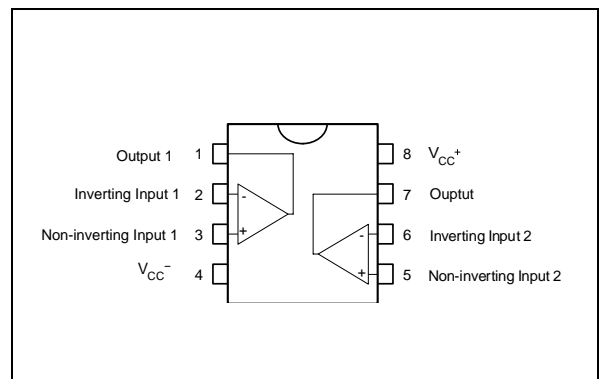 Output 1 1
Inverting Input 1 2
Non-inverting Input 1 3
VCC− 4
8 VCC+
7 Ouptut
6 Inverting Input 2
5 Non-inverting Input 2
-
+
-
+